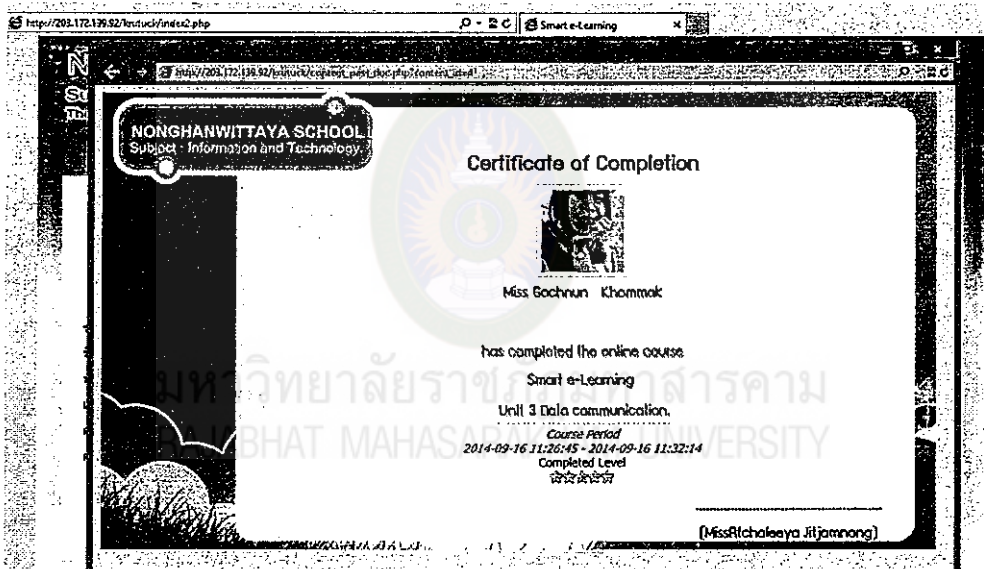 http://203.172.139.92/krutuck/index2.php
Smart e-Learning
NONGHANWITTAYA SCHOOL
Subject : Information and Technology.
Certificate of Completion
Miss Gochnun Khommak
has completed the online course
Smart e-Learning
Unit 3 Data communication.
Course Period
2014-09-16 11:26:45 - 2014-09-16 11:32:14
Completed Level
(MissAtchaleeya Jitjamnong)
มหาวิทยาลัยราชภัฏมหาสารคาม
RAJABHAT MAHASARAKHAM UNIVERSITY